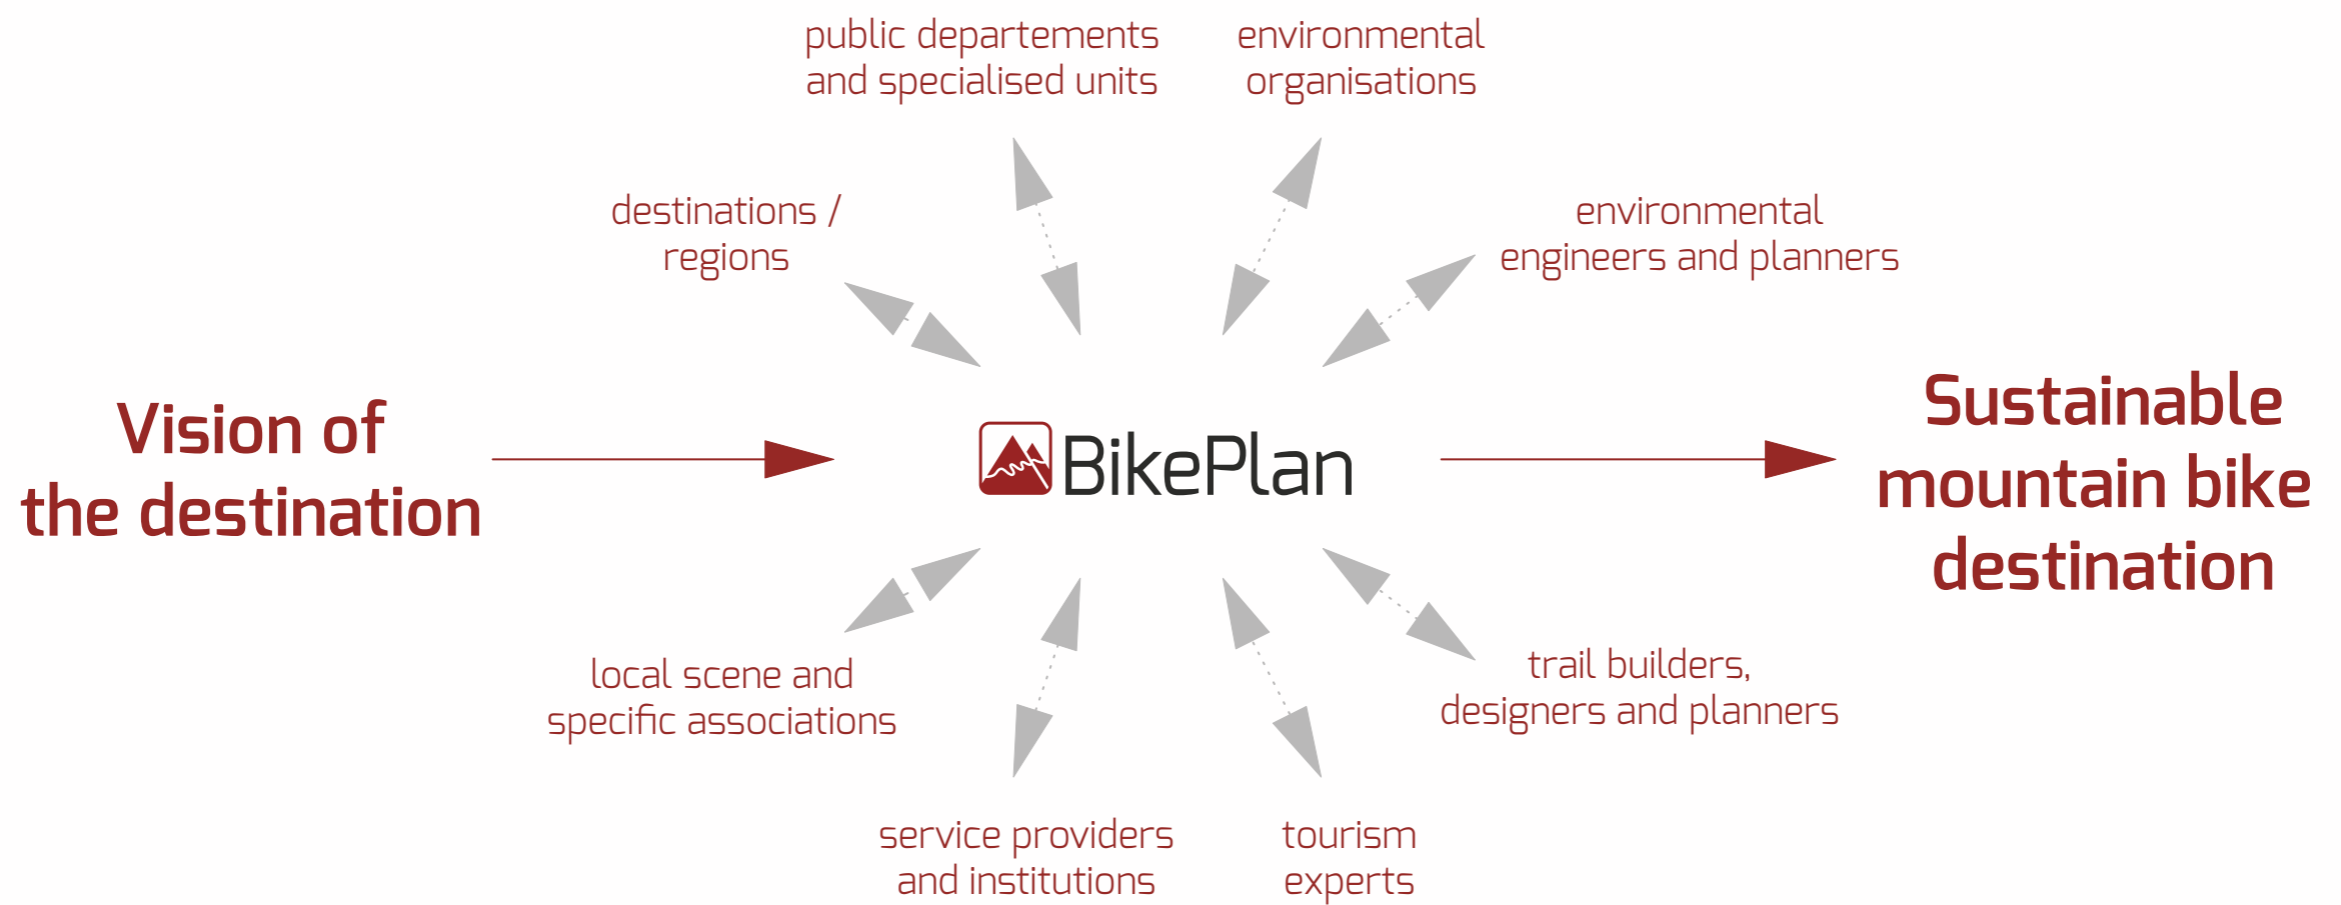 public departements
and specialised units
environmental
organisations
destinations /
regions
environmental
engineers and planners
Vision of
the destination
BikePlan
Sustainable
mountain bike
destination
local scene and
specific associations
trail builders,
designers and planners
service providers
and institutions
tourism
experts